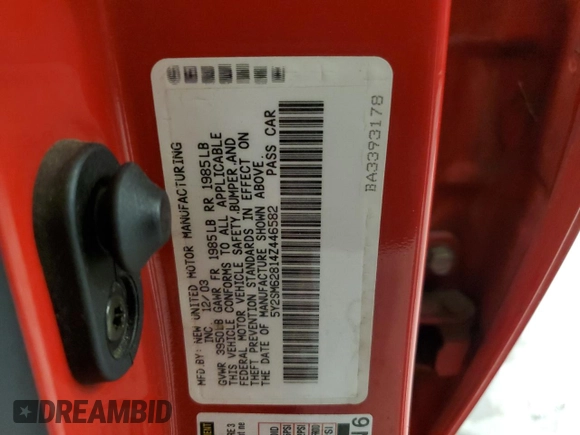 MFD BY: NEW UNITED MOTOR MANUFACTURING
INC 12/03
GVWR 3950LB GAWR FR 1985LB RR 1985LB
THIS VEHICLE CONFORMS TO ALL APPLICABLE
FEDERAL MOTOR VEHICLE SAFETY,BUMPER,AND
THEFT PREVENTION STANDARDS IN EFFECT ON
THE DATE OF MANUFACTURE SHOWN ABOVE.
5Y2SM62814Z446582 PASS CAR
BA3393178
DREAMBID